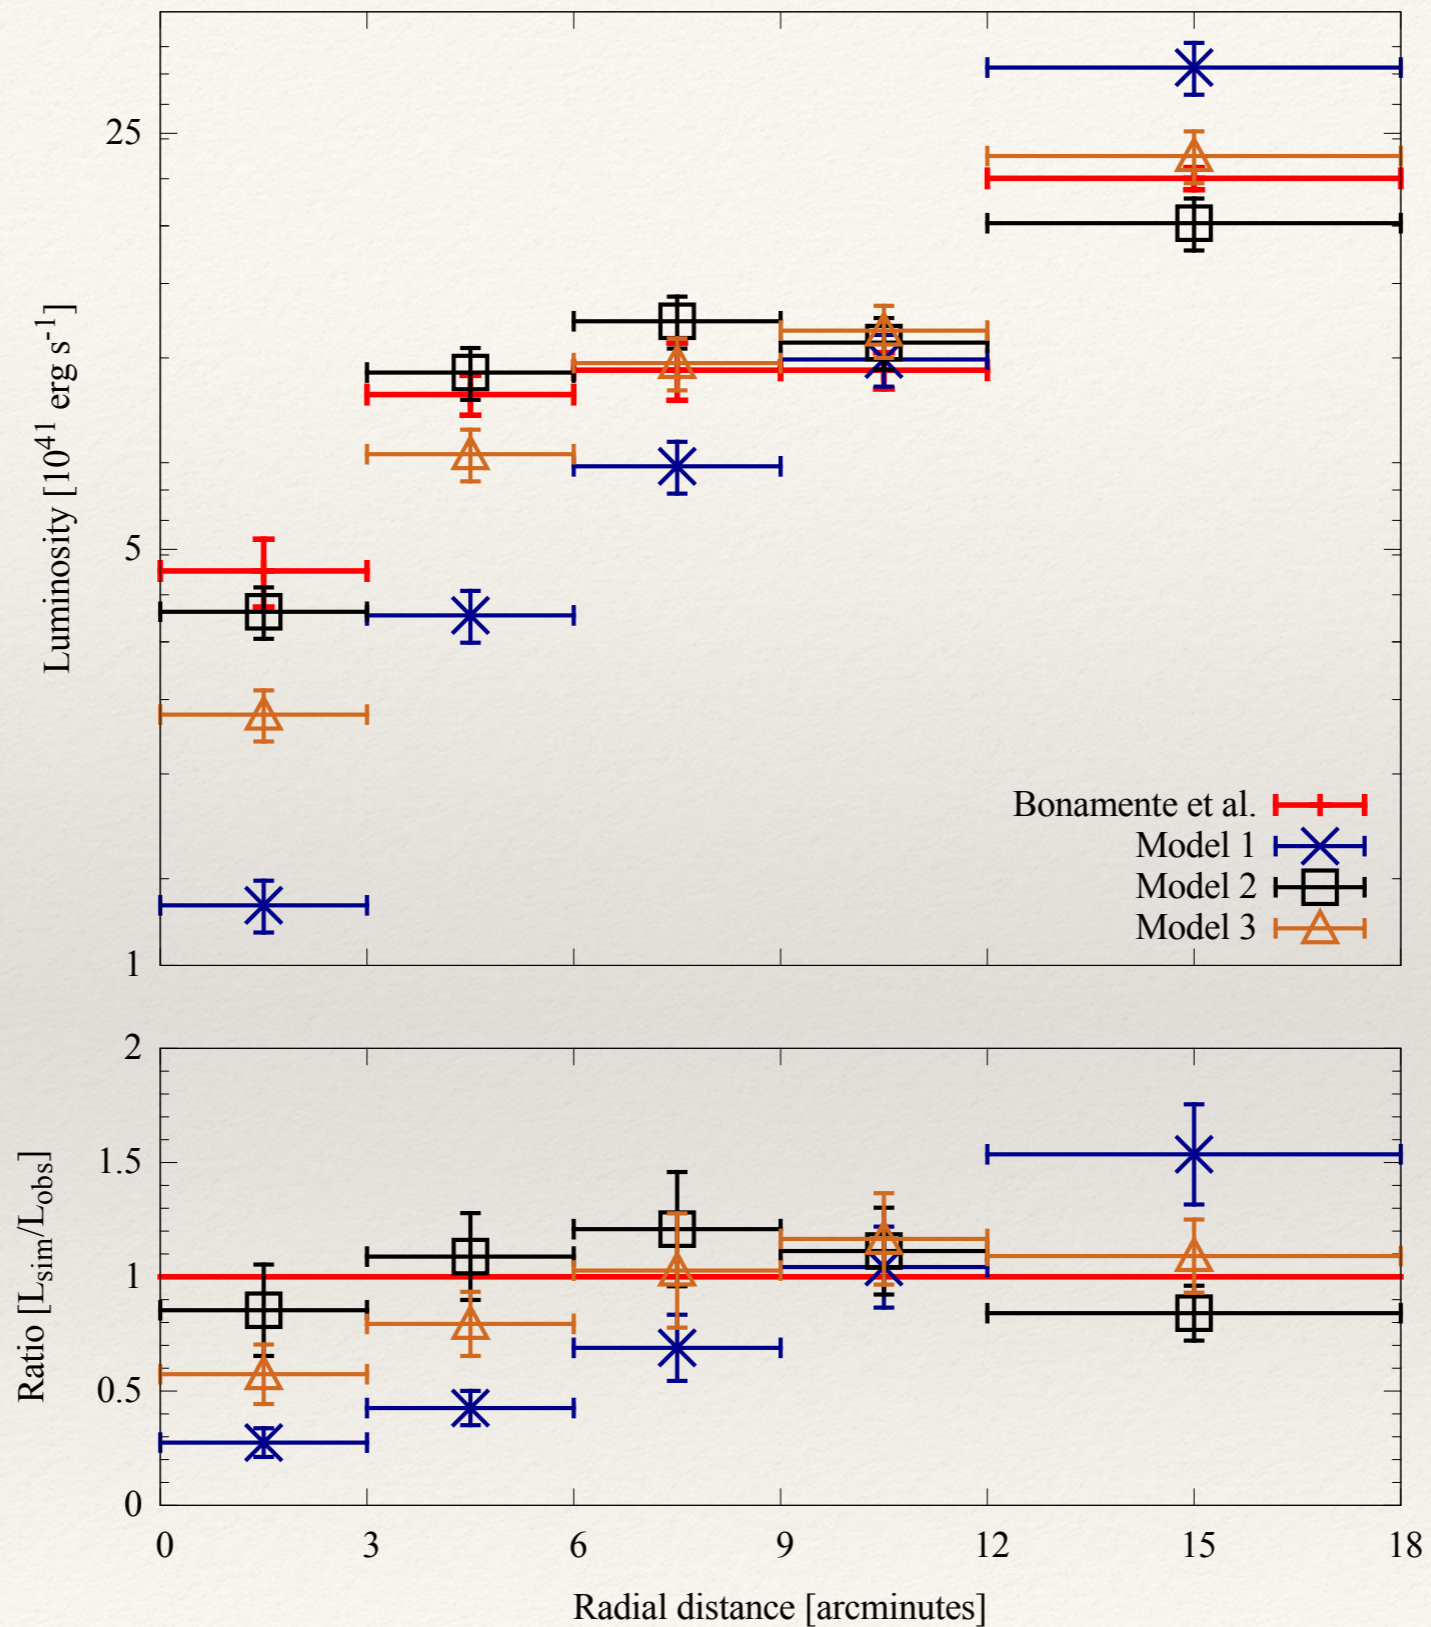 25
5
1
Luminosity [10^41 erg s^-1]
Bonamente et al.
Model 1
Model 2
Model 3
2
1.5
1
0.5
0
Ratio [L_sim/L_obs]
0 3 6 9 12 15 18
Radial distance [arcminutes]